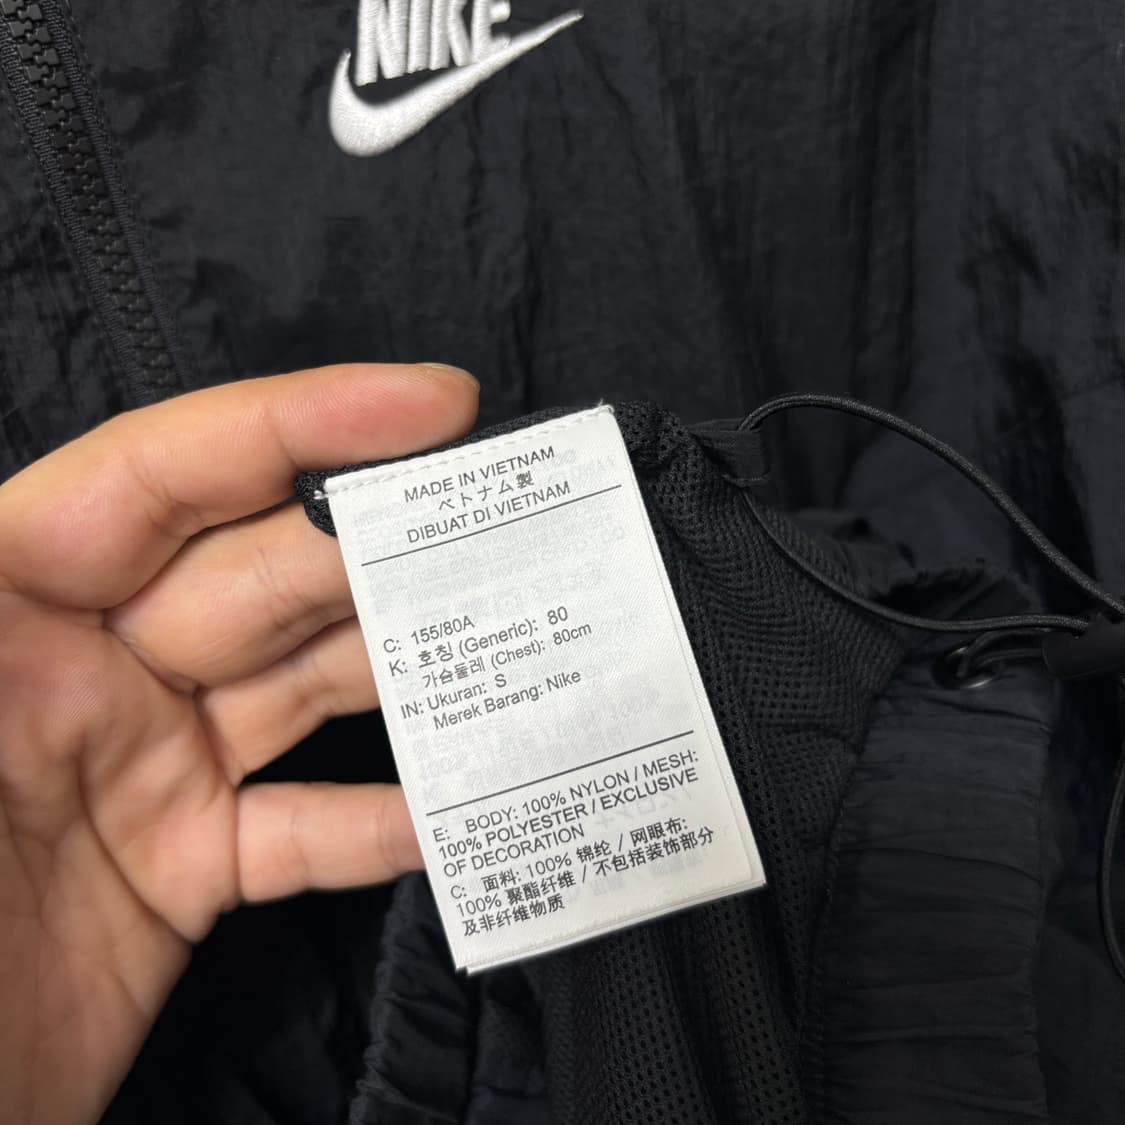 NIKE
MADE IN VIETNAM
ベトナム製
DIBUAT DI VIETNAM
C: 155/80A
K: 호칭 (Generic): 80
가슴둘레 (Chest): 80cm
IN: Ukuran: S
Merek Barang: Nike
E: BODY: 100% NYLON / MESH:
100% POLYESTER / EXCLUSIVE
OF DECORATION
C: 面料: 100% 锦纶 / 网眼布:
100% 聚酯纤维 / 不包括装饰部分
及非纤维物质